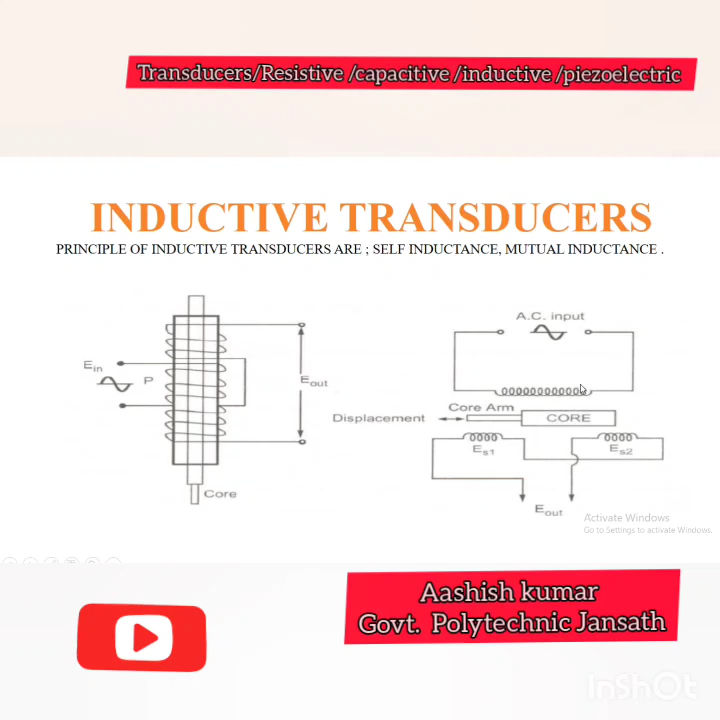 Transducers/Resistive /capacitive /inductive /piezoelectric
INDUCTIVE TRANSDUCERS
PRINCIPLE OF INDUCTIVE TRANSDUCERS ARE ; SELF INDUCTANCE, MUTUAL INDUCTANCE .
Ein
P
Eout
Core
A.C. input
Core Arm
Displacement
CORE
Es1
Es2
Eout
Activate Windows
Go to Settings to activate Windows.
Aashish kumar
Govt. Polytechnic Jansath
InShOt